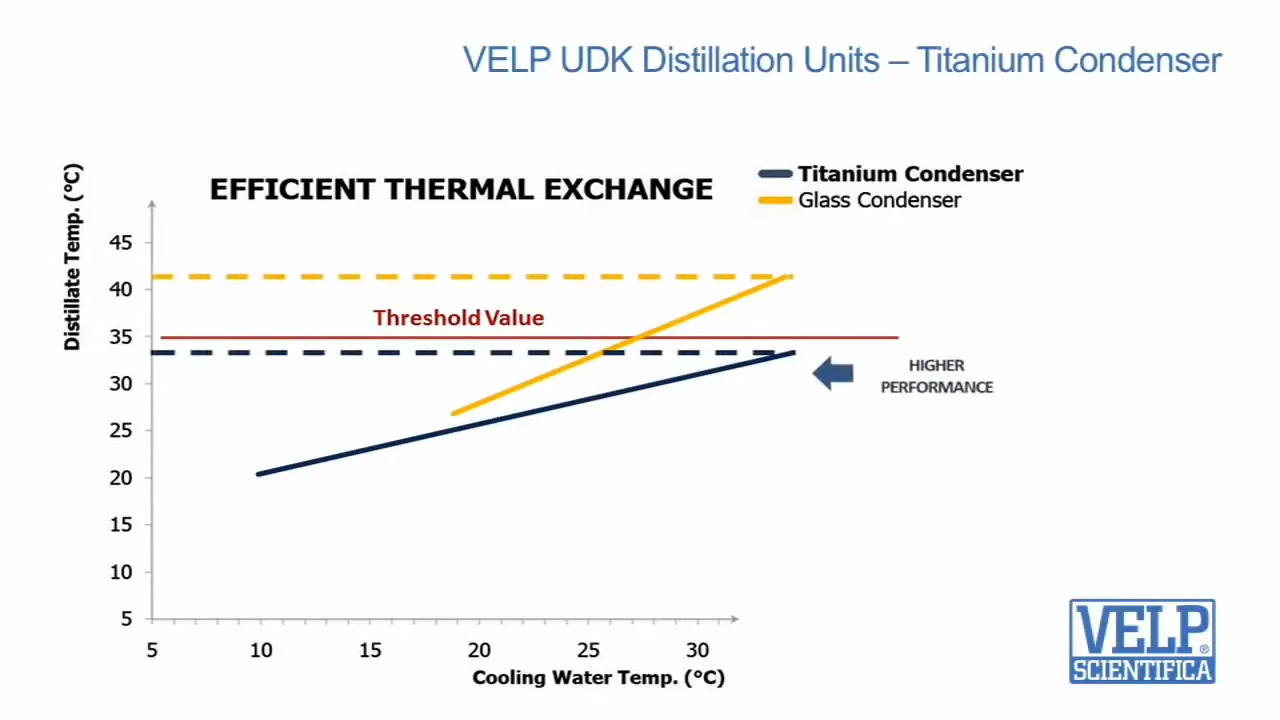 VELP UDK Distillation Units – Titanium Condenser
EFFICIENT THERMAL EXCHANGE
Titanium Condenser
Glass Condenser
Distillate Temp. (°C)
45
40
35
30
25
20
15
10
5
Threshold Value
HIGHER
PERFORMANCE
5 10 15 20 25 30
Cooling Water Temp. (°C)
VELP®
SCIENTIFICA